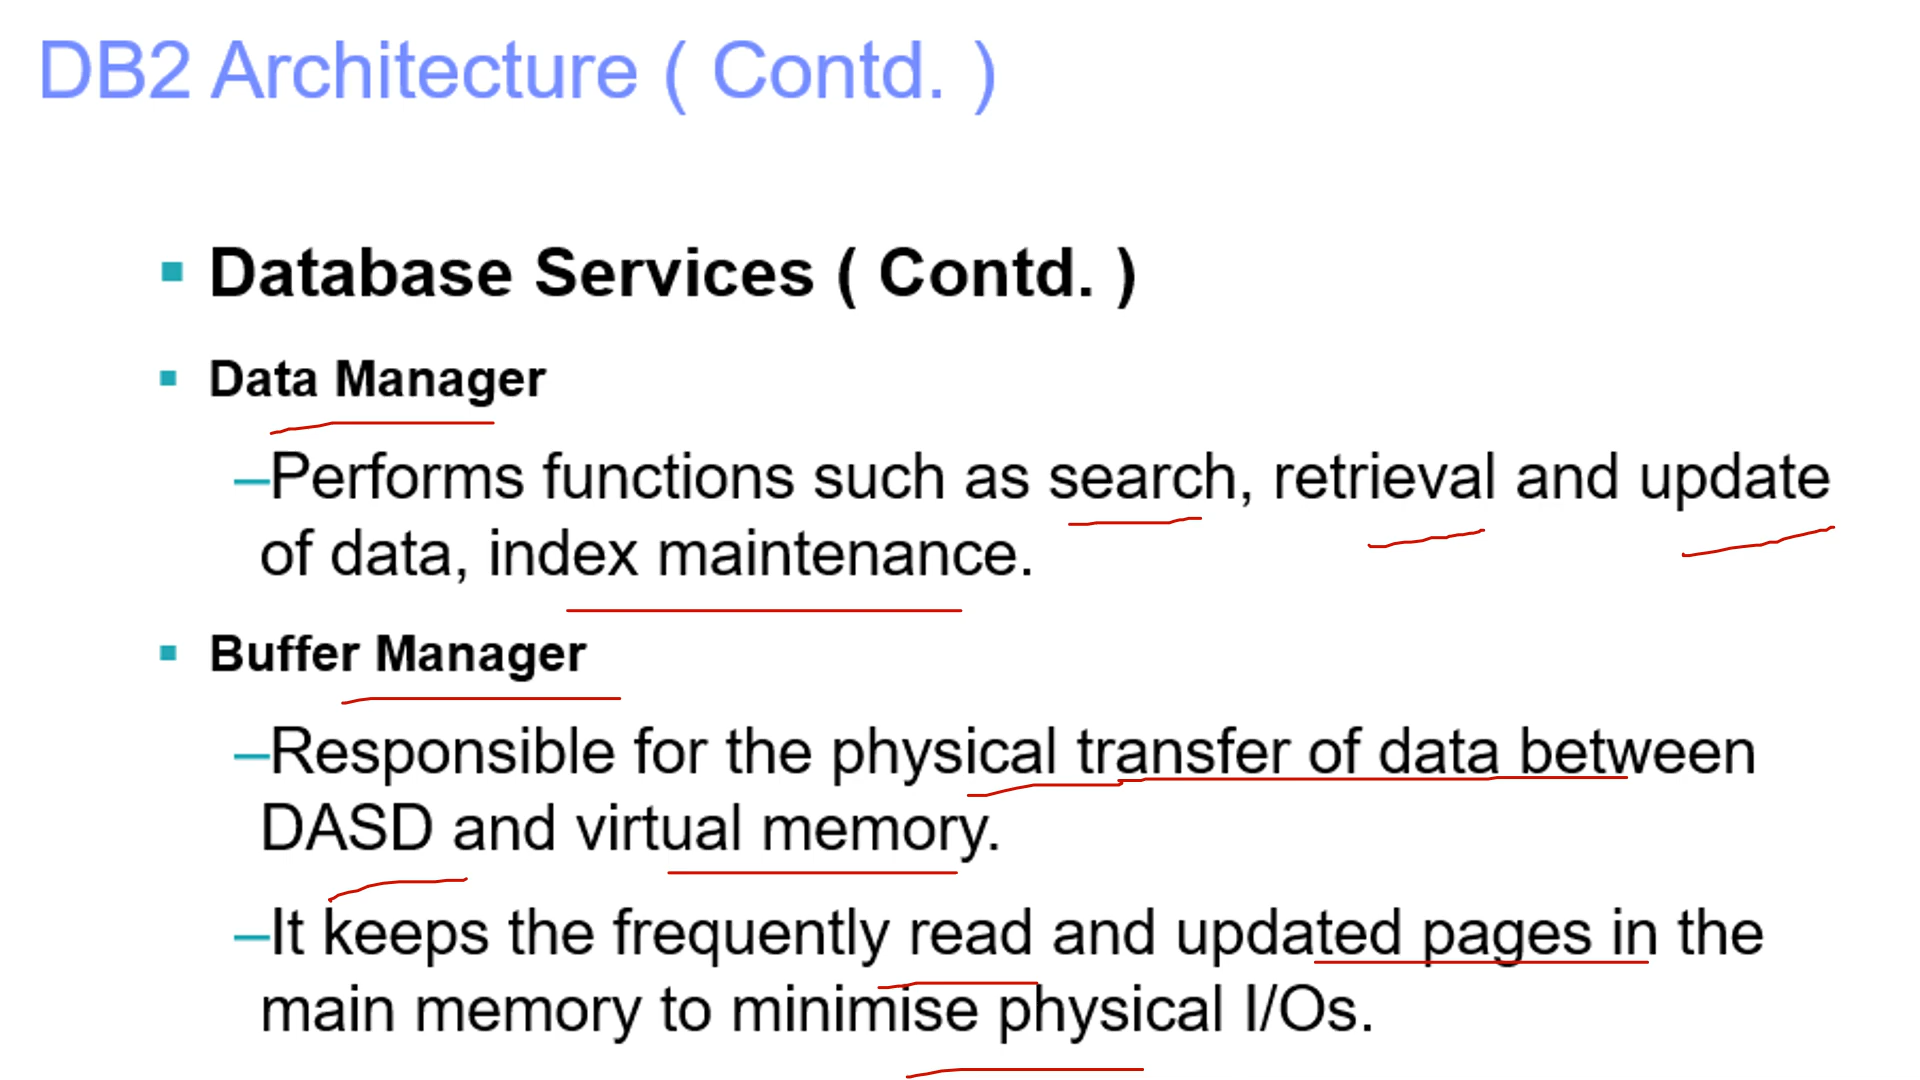 DB2 Architecture ( Contd. )
▪ Database Services ( Contd. )
▪ Data Manager
–Performs functions such as search, retrieval and update
of data, index maintenance.
▪ Buffer Manager
–Responsible for the physical transfer of data between
DASD and virtual memory.
–It keeps the frequently read and updated pages in the
main memory to minimise physical I/Os.